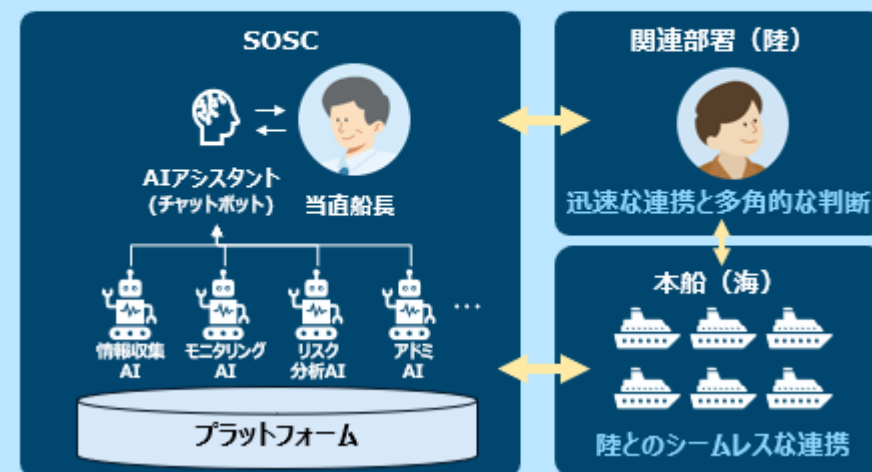 SOSC
AIアシスタント
(チャットボット)
当直船長
情報収集
AI
モニタリング
AI
リスク
分析AI
アドミ
AI
…
プラットフォーム
関連部署（陸）
迅速な連携と多角的な判断
本船（海）
陸とのシームレスな連携